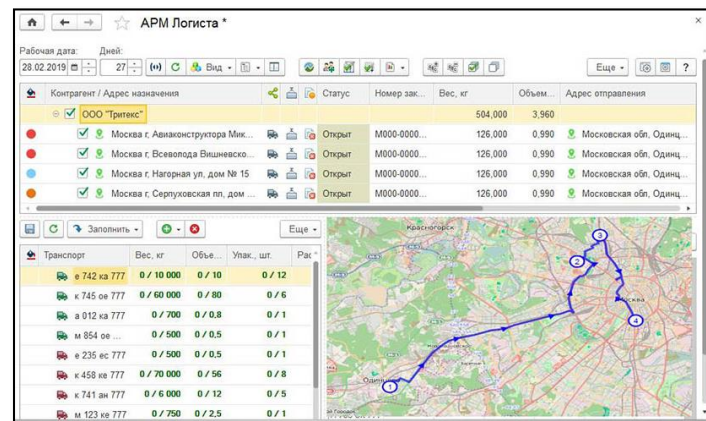 АРМ Логиста *
Рабочая дата: Дней:
28.02.2019 27 Вид Еще ?
Контрагент / Адрес назначения Статус Номер зак... Вес, кг Объем... Адрес отправления
ООО "Тритекс" 504,000 3,960
Москва г, Авиаконструктора Мик... Открыт М000-0000... 126,000 0,990 Московская обл, Одинц...
Москва г, Всеволода Вишневско... Открыт М000-0000... 126,000 0,990 Московская обл, Одинц...
Москва г, Нагорная ул, дом № 15 Открыт М000-0000... 126,000 0,990 Московская обл, Одинц...
Москва г, Серпуховская пл, дом ... Открыт М000-0000... 126,000 0,990 Московская обл, Одинц...
Заполнить Еще
Транспорт Вес, кг Объе... Упак., шт. Рас
е 742 ка 777 0 / 10 000 0 / 10 0 / 12
к 745 ое 777 0 / 60 000 0 / 80 0 / 6
а 012 ка 777 0 / 700 0 / 0,8 0 / 1
м 854 ое ... 0 / 500 0 / 0,5 0 / 1
е 235 ес 777 0 / 500 0 / 0,5 0 / 1
к 458 ке 777 0 / 70 000 0 / 56 0 / 8
к 741 ан 777 0 / 6 000 0 / 12 0 / 5
м 123 ке 777 0 / 750 0 / 2,5 0 / 1
Красногорск
3
2
Москва
4
1